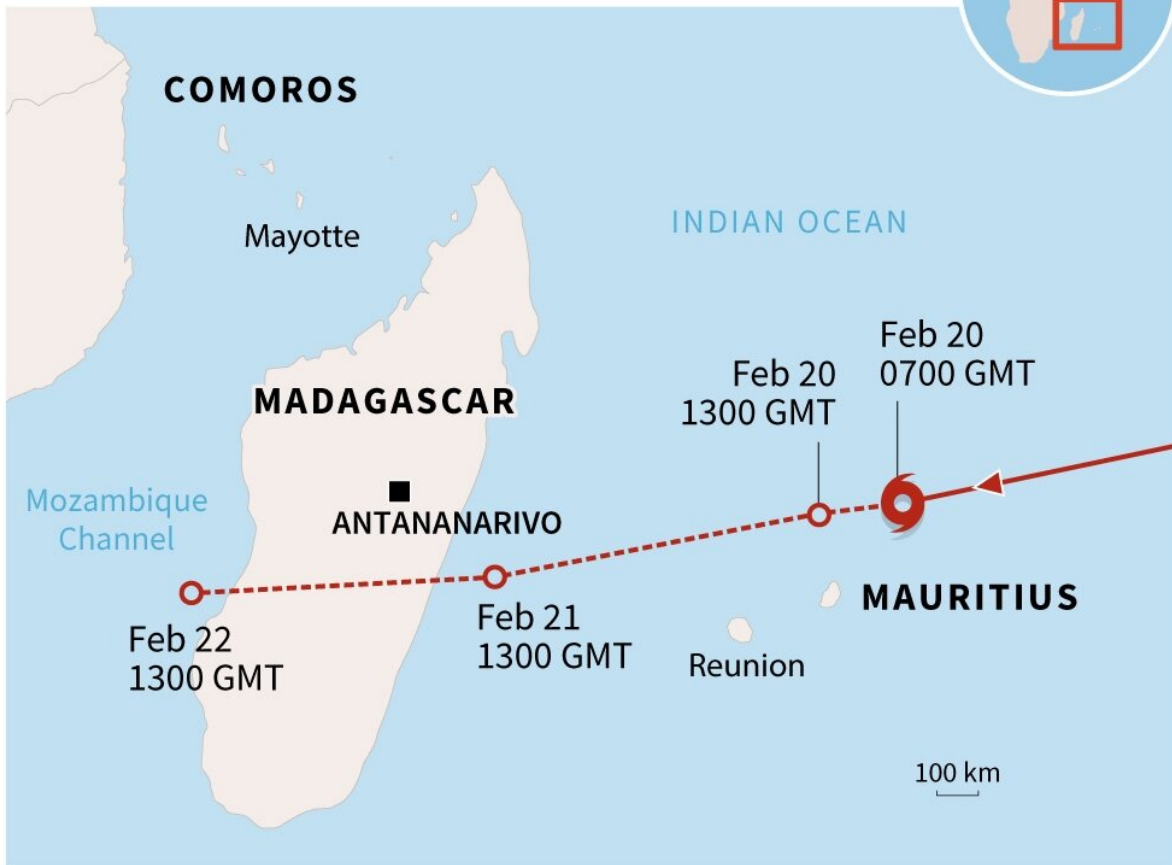 COMOROS
Mayotte
INDIAN OCEAN
Feb 20
0700 GMT
Feb 20
1300 GMT
MADAGASCAR
Mozambique
Channel
ANTANANARIVO
MAURITIUS
Feb 21
1300 GMT
Feb 22
1300 GMT
Reunion
100 km